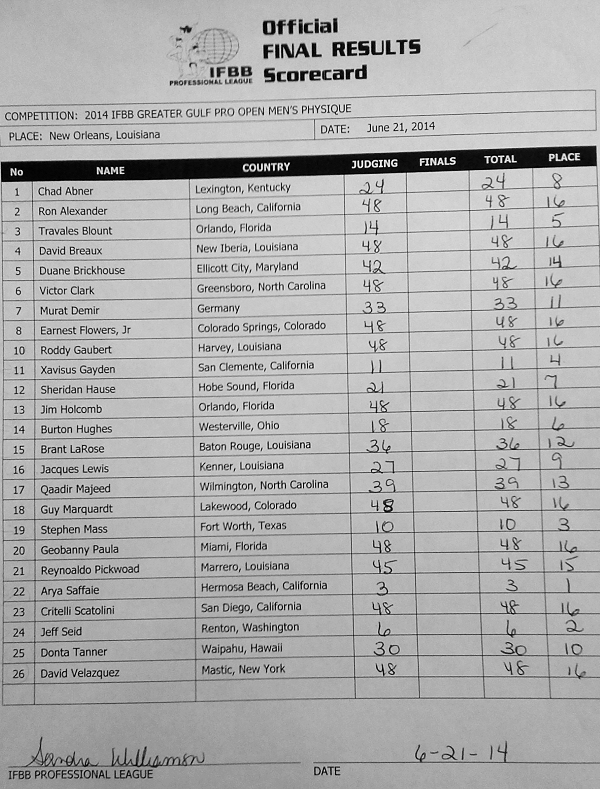 Official
FINAL RESULTS
Scorecard
IFBB
PROFESSIONAL LEAGUE
COMPETITION: 2014 IFBB GREATER GULF PRO OPEN MEN'S PHYSIQUE
PLACE: New Orleans, Louisiana DATE: June 21, 2014
No NAME COUNTRY JUDGING FINALS TOTAL PLACE
1 Chad Abner Lexington, Kentucky 24 24 8
2 Ron Alexander Long Beach, California 48 48 16
3 Travales Blount Orlando, Florida 14 14 5
4 David Breaux New Iberia, Louisiana 48 48 16
5 Duane Brickhouse Ellicott City, Maryland 42 42 14
6 Victor Clark Greensboro, North Carolina 48 48 16
7 Murat Demir Germany 33 33 11
8 Earnest Flowers, Jr Colorado Springs, Colorado 48 48 16
10 Roddy Gaubert Harvey, Louisiana 48 48 16
11 Xavisus Gayden San Clemente, California 11 11 4
12 Sheridan Hause Hobe Sound, Florida 21 21 7
13 Jim Holcomb Orlando, Florida 48 48 16
14 Burton Hughes Westerville, Ohio 18 18 6
15 Brant LaRose Baton Rouge, Louisiana 36 36 12
16 Jacques Lewis Kenner, Louisiana 27 27 9
17 Qaadir Majeed Wilmington, North Carolina 39 39 13
18 Guy Marquardt Lakewood, Colorado 48 48 16
19 Stephen Mass Fort Worth, Texas 10 10 3
20 Geobanny Paula Miami, Florida 48 48 16
21 Reynoaldo Pickwoad Marrero, Louisiana 45 45 15
22 Arya Saffaie Hermosa Beach, California 3 3 1
23 Critelli Scatolini San Diego, California 48 48 16
24 Jeff Seid Renton, Washington 6 6 2
25 Donta Tanner Waipahu, Hawaii 30 30 10
26 David Velazquez Mastic, New York 48 48 16
Sandra Williamson 6-21-14
IFBB PROFESSIONAL LEAGUE DATE